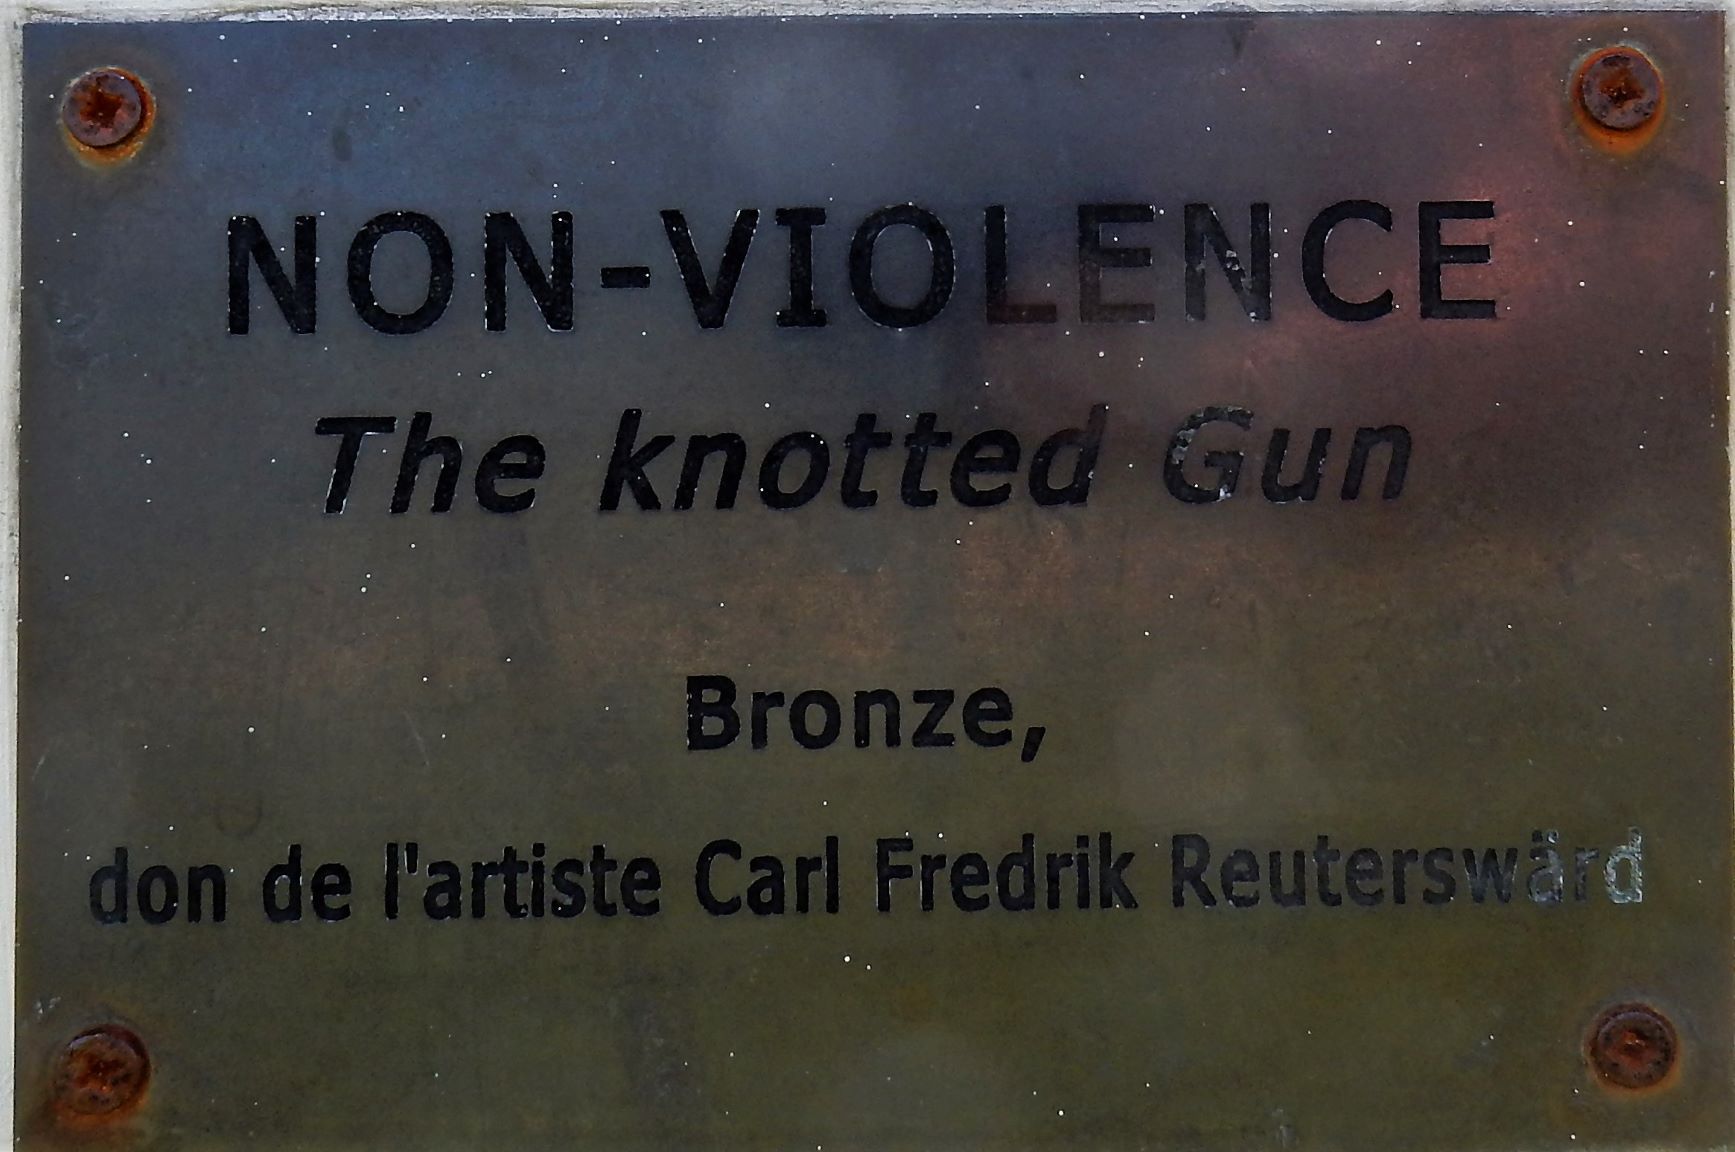 NON-VIOLENCE
The knotted Gun
Bronze,
don de l'artiste Carl Fredrik Reuterswärd